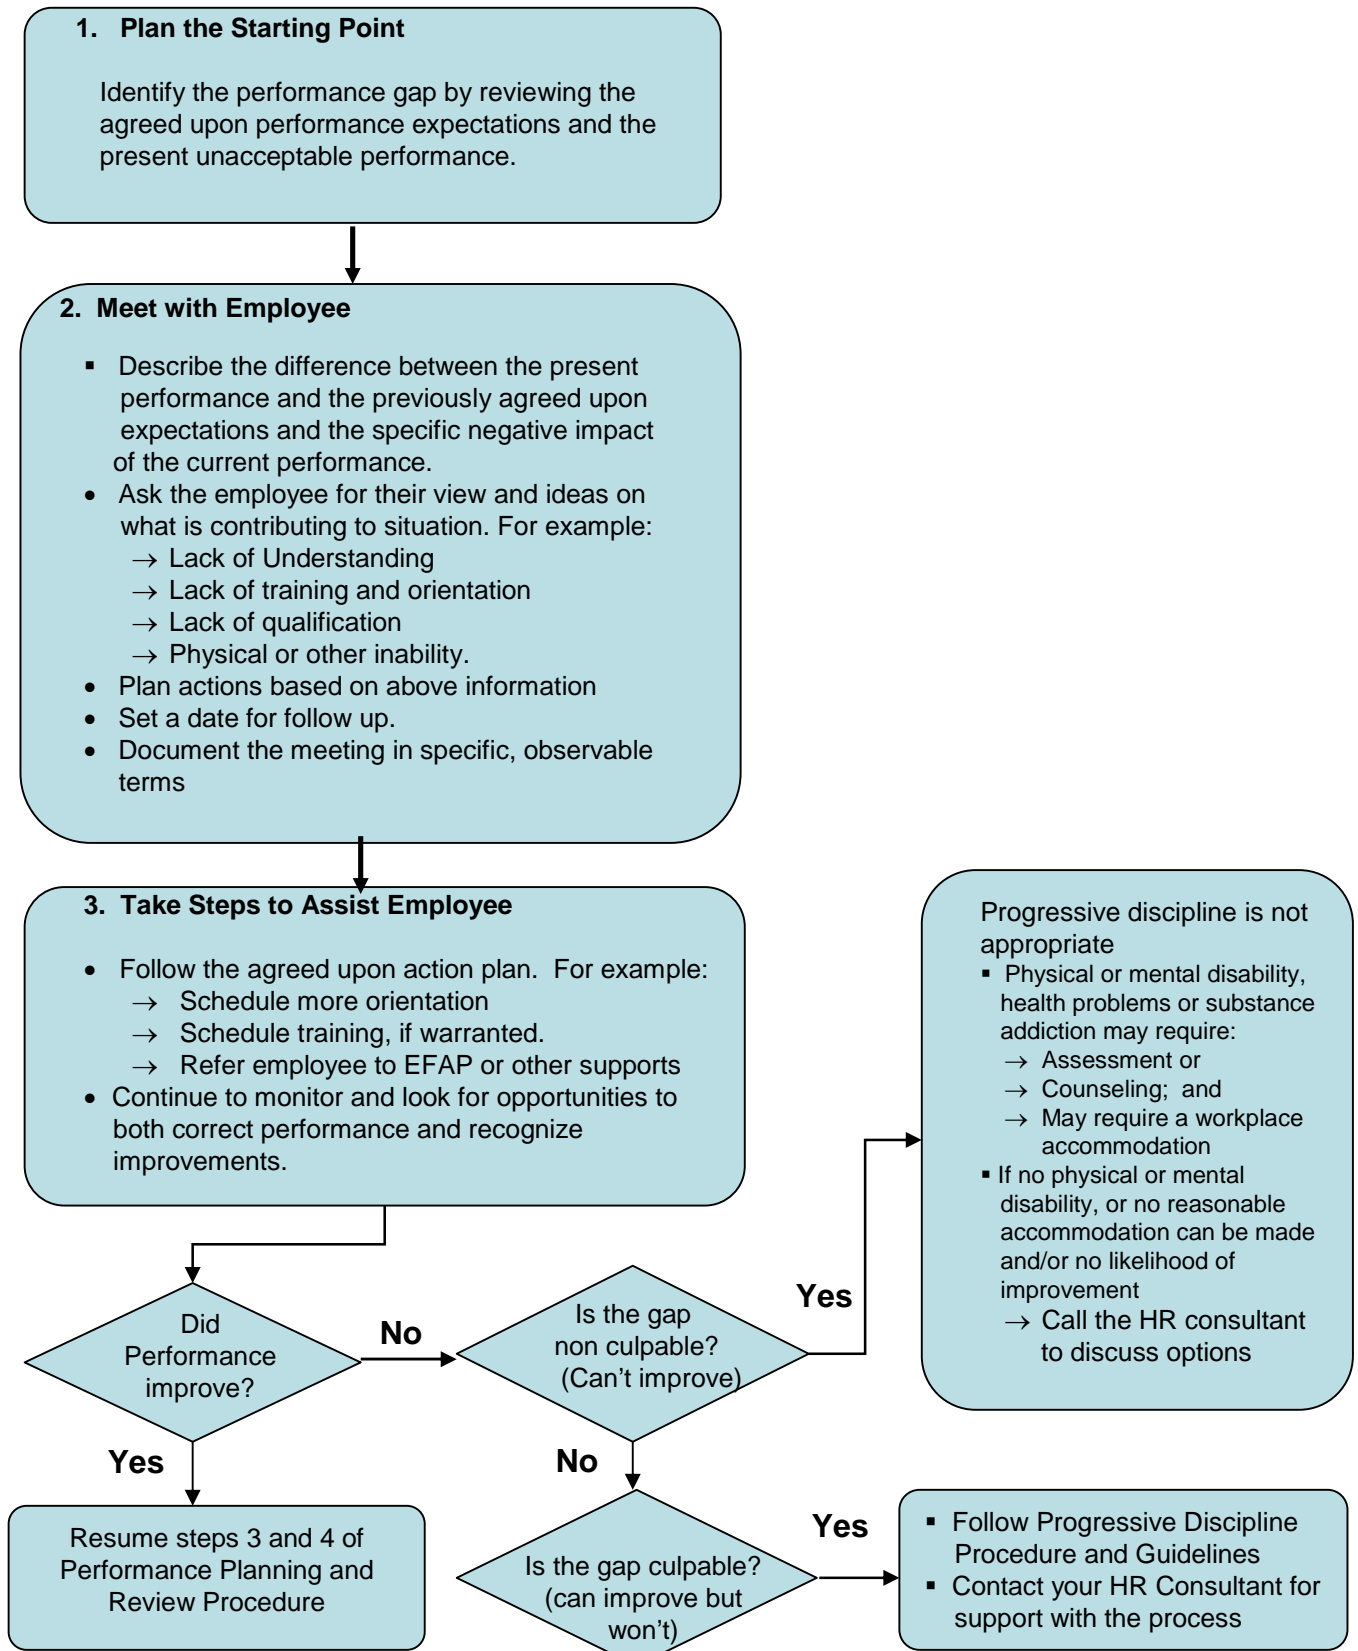 1. Plan the Starting Point
Identify the performance gap by reviewing the
agreed upon performance expectations and the
present unacceptable performance.
2. Meet with Employee
▪ Describe the difference between the present
performance and the previously agreed upon
expectations and the specific negative impact
of the current performance.
• Ask the employee for their view and ideas on
what is contributing to situation. For example:
→ Lack of Understanding
→ Lack of training and orientation
→ Lack of qualification
→ Physical or other inability.
• Plan actions based on above information
• Set a date for follow up.
• Document the meeting in specific, observable
terms
3. Take Steps to Assist Employee
• Follow the agreed upon action plan. For example:
→ Schedule more orientation
→ Schedule training, if warranted.
→ Refer employee to EFAP or other supports
• Continue to monitor and look for opportunities to
both correct performance and recognize
improvements.
Progressive discipline is not
appropriate
▪ Physical or mental disability,
health problems or substance
addiction may require:
→ Assessment or
→ Counseling; and
→ May require a workplace
accommodation
▪ If no physical or mental
disability, or no reasonable
accommodation can be made
and/or no likelihood of
improvement
→ Call the HR consultant
to discuss options
Did
Performance
improve?
No
Is the gap
non culpable?
(Can't improve)
Yes
Yes
No
Resume steps 3 and 4 of
Performance Planning and
Review Procedure
Is the gap culpable?
(can improve but
won't)
Yes
▪ Follow Progressive Discipline
Procedure and Guidelines
▪ Contact your HR Consultant for
support with the process